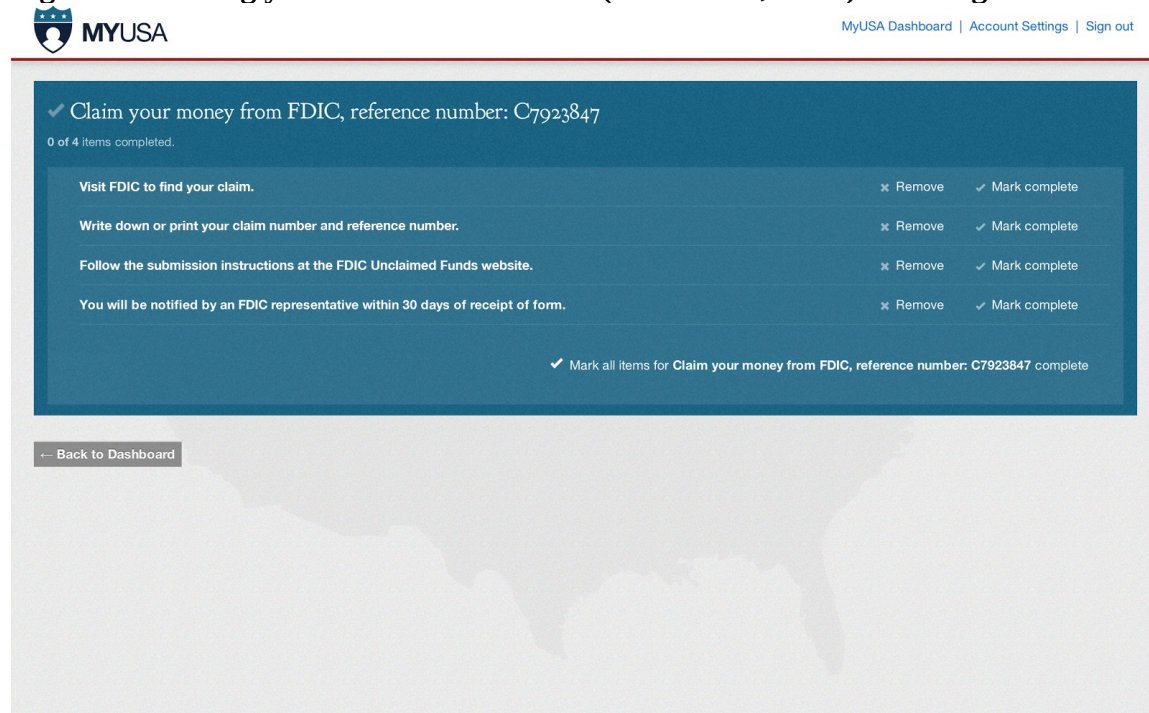 MYUSA
MyUSA Dashboard | Account Settings | Sign out
✔ Claim your money from FDIC, reference number: C7923847
0 of 4 items completed.
Visit FDIC to find your claim. ✖ Remove ✔ Mark complete
Write down or print your claim number and reference number. ✖ Remove ✔ Mark complete
Follow the submission instructions at the FDIC Unclaimed Funds website. ✖ Remove ✔ Mark complete
You will be notified by an FDIC representative within 30 days of receipt of form. ✖ Remove ✔ Mark complete
✔ Mark all items for Claim your money from FDIC, reference number: C7923847 complete
← Back to Dashboard